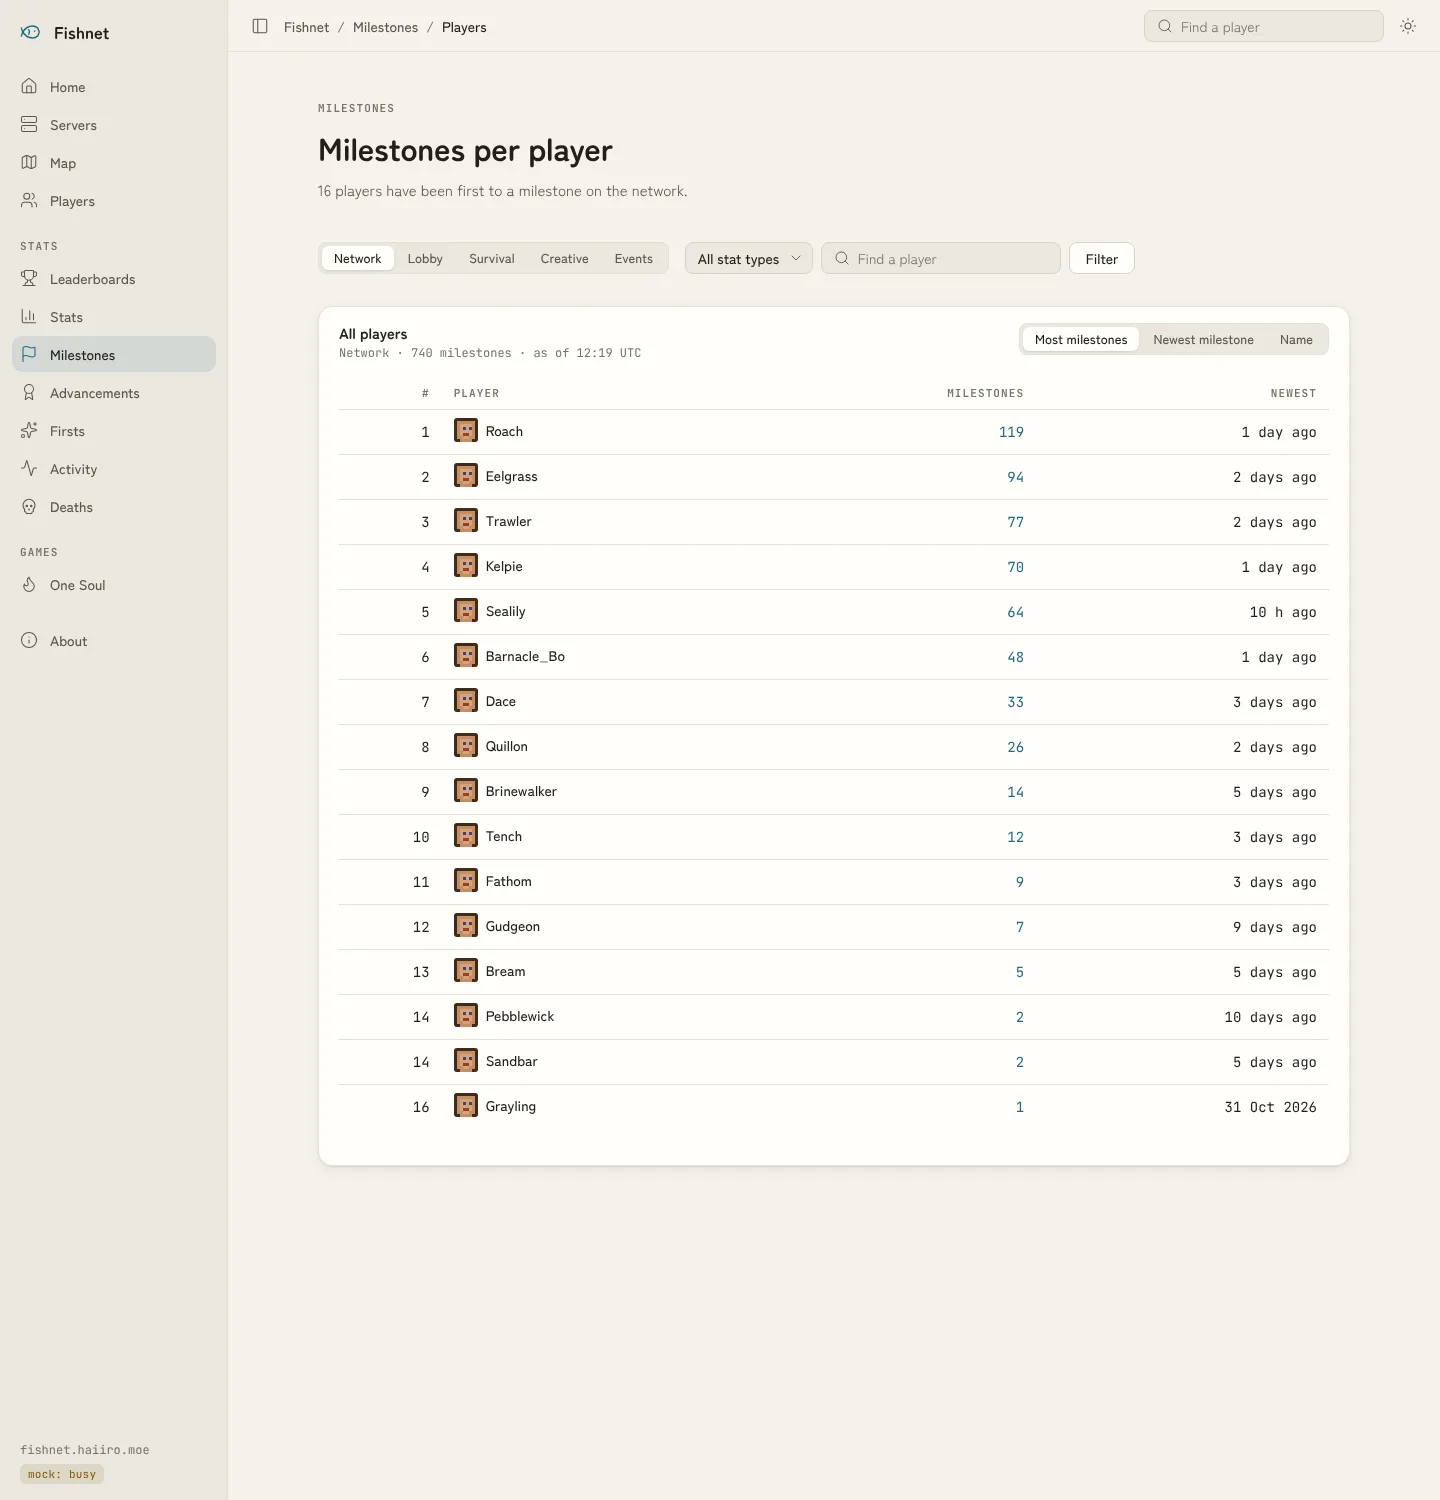 Fishnet
Home
Servers
Map
Players
STATS
Leaderboards
Stats
Milestones
Advancements
Firsts
Activity
Deaths
GAMES
One Soul
About
fishnet.haiiro.moe
mock: busy
Fishnet / Milestones / Players
Find a player
MILESTONES
Milestones per player
16 players have been first to a milestone on the network.
Network Lobby Survival Creative Events All stat types Find a player Filter
All players
Network · 740 milestones · as of 12:19 UTC
Most milestones Newest milestone Name
# PLAYER MILESTONES NEWEST
1 Roach 119 1 day ago
2 Eelgrass 94 2 days ago
3 Trawler 77 2 days ago
4 Kelpie 70 1 day ago
5 Sealily 64 10 h ago
6 Barnacle_Bo 48 1 day ago
7 Dace 33 3 days ago
8 Quillon 26 2 days ago
9 Brinewalker 14 5 days ago
10 Tench 12 3 days ago
11 Fathom 9 3 days ago
12 Gudgeon 7 9 days ago
13 Bream 5 5 days ago
14 Pebblewick 2 10 days ago
14 Sandbar 2 5 days ago
16 Grayling 1 31 Oct 2026